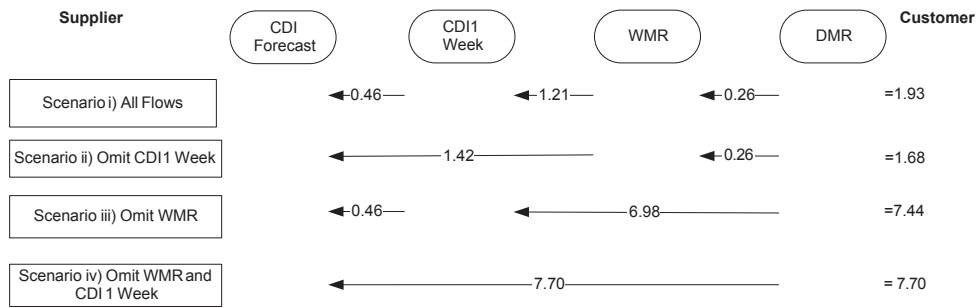 Supplier
CDI
Forecast
CDI1
Week
WMR
DMR
Customer
Scenario i) All Flows
0.46
1.21
0.26
=1.93
Scenario ii) Omit CDI1 Week
1.42
0.26
=1.68
Scenario iii) Omit WMR
0.46
6.98
=7.44
Scenario iv) Omit WMR and
CDI 1 Week
7.70
= 7.70